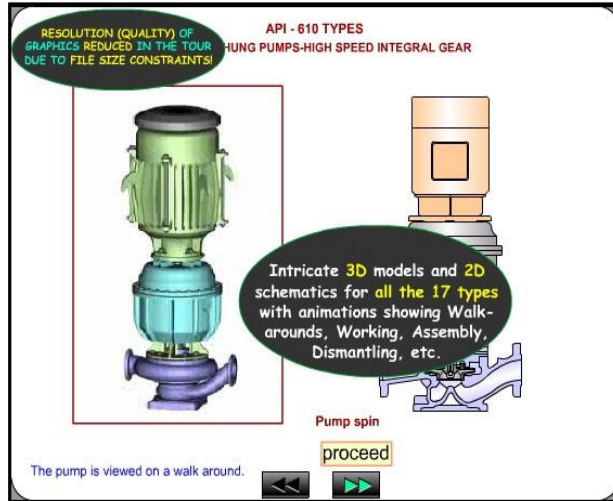 API - 610 TYPES
RESOLUTION (QUALITY) OF
GRAPHICS REDUCED IN THE TOUR
DUE TO FILE SIZE CONSTRAINTS!
HUNG PUMPS-HIGH SPEED INTEGRAL GEAR
Intricate 3D models and 2D
schematics for all the 17 types
with animations showing Walk-
arounds, Working, Assembly,
Dismantling, etc.
Pump spin
proceed
The pump is viewed on a walk around.